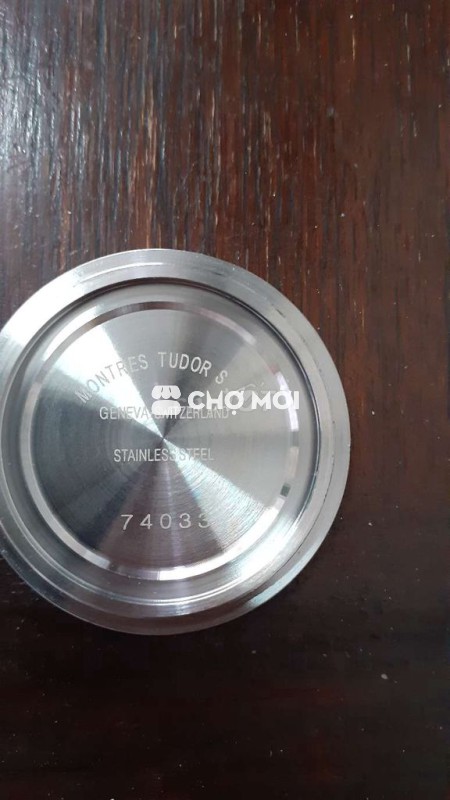 MONTRES TUDOR S
CHỢ MỚI
GENEVA SWITZERLAND
STAINLESS STEEL
74033